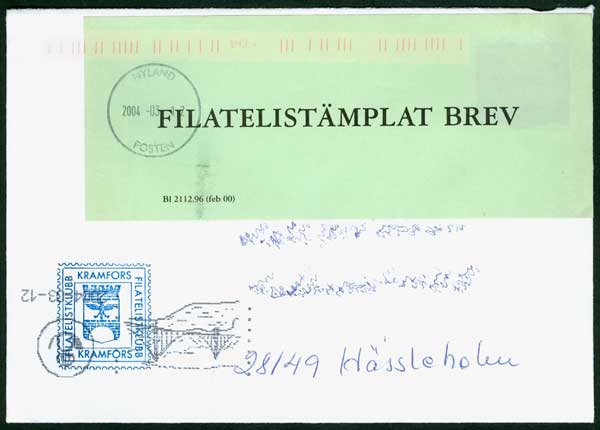 NYLAND
2004-03-12
POSTEN
FILATELISTÄMPLAT BREV
Bl 2112.96 (feb 00)
2004-03-12
KRAMFORS
FILATELISTKLUBB
FILATELISTKLUBB
KRAMFORS
28149 Hässleholm